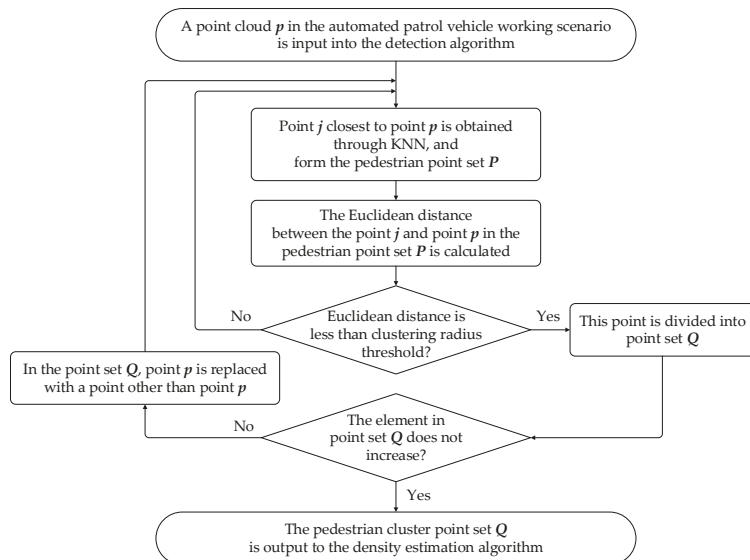 A point cloud p in the automated patrol vehicle working scenario
is input into the detection algorithm
Point j closest to point p is obtained
through KNN, and
form the pedestrian point set P
The Euclidean distance
between the point j and point p in the
pedestrian point set P is calculated
No
Euclidean distance is
less than clustering radius
threshold?
Yes
This point is divided into
point set Q
In the point set Q, point p is replaced
with a point other than point p
No
The element in
point set Q does not
increase?
Yes
The pedestrian cluster point set Q
is output to the density estimation algorithm